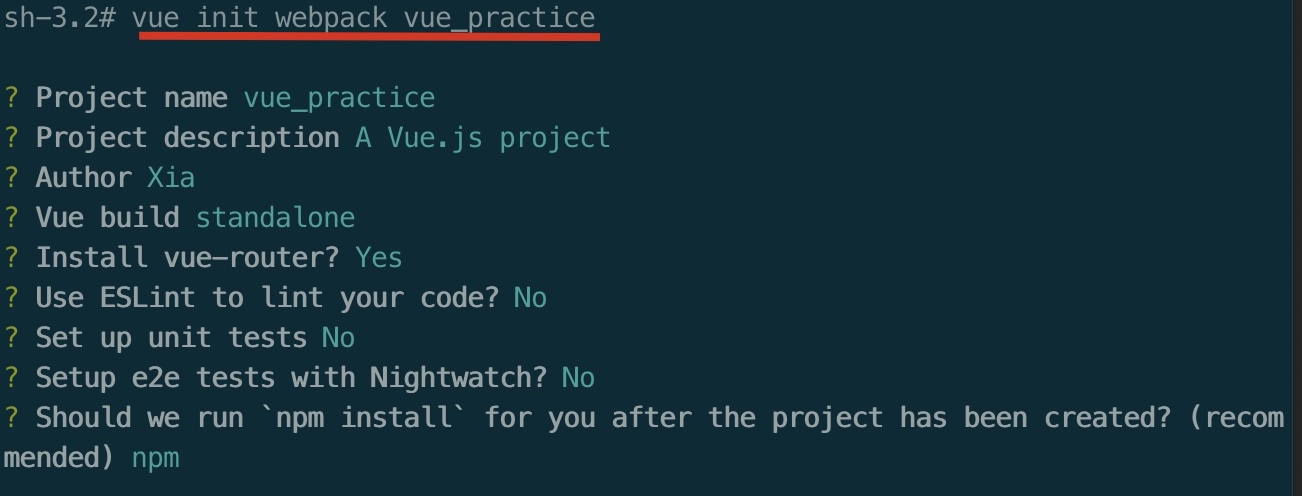 sh-3.2# vue init webpack vue_practice
? Project name vue_practice
? Project description A Vue.js project
? Author Xia
? Vue build standalone
? Install vue-router? Yes
? Use ESLint to lint your code? No
? Set up unit tests No
? Setup e2e tests with Nightwatch? No
? Should we run `npm install` for you after the project has been created? (recom
mended) npm